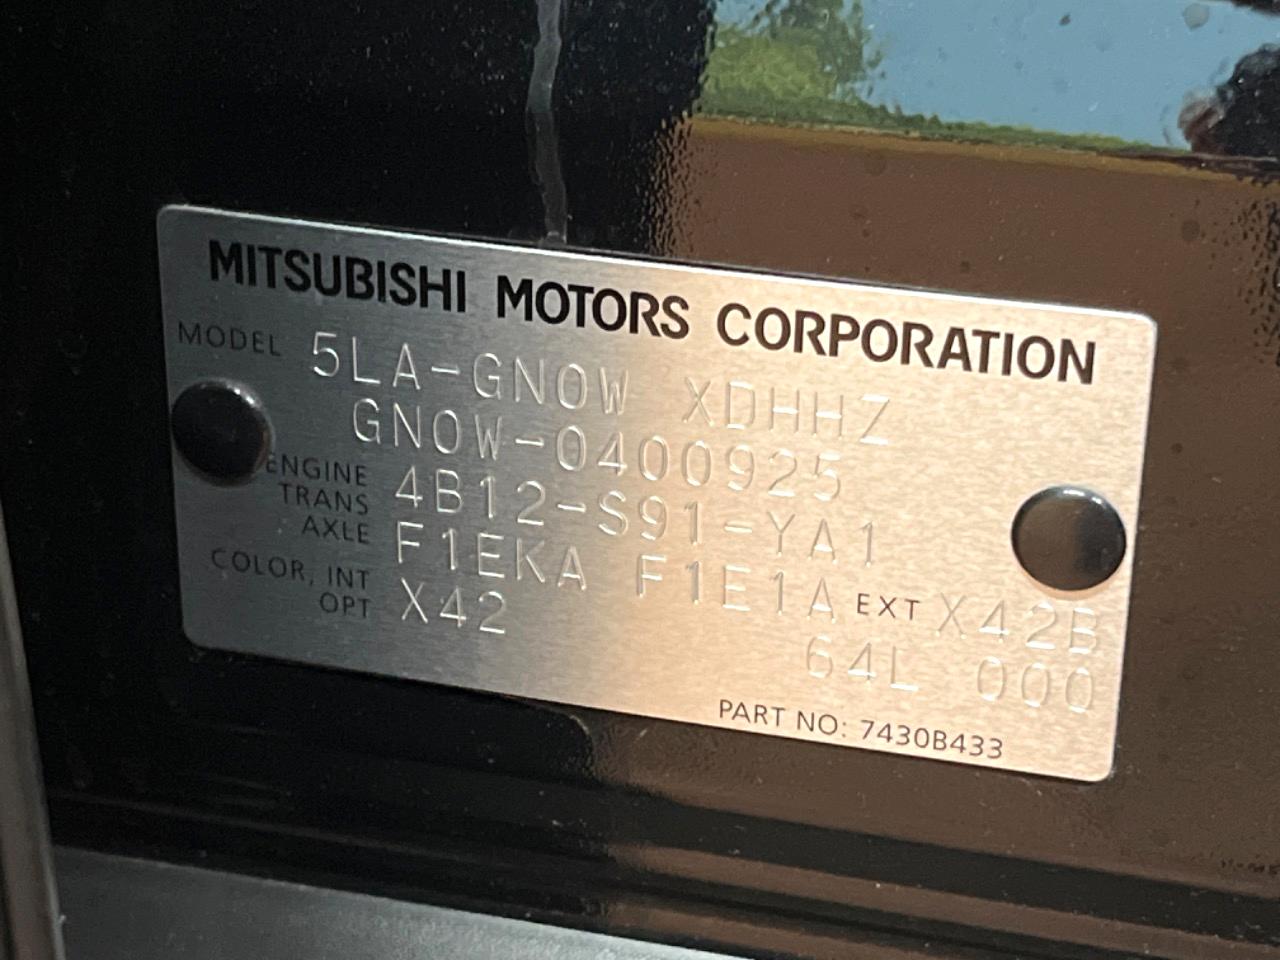 MITSUBISHI MOTORS CORPORATION
MODEL 5LA-GN0W XDHHZ
GN0W-0400925
ENGINE 4B12-S91-YA1
TRANS AXLE F1EKA F1E1A
COLOR, INT OPT X42 EXT X42B
64L 000
PART NO: 7430B433